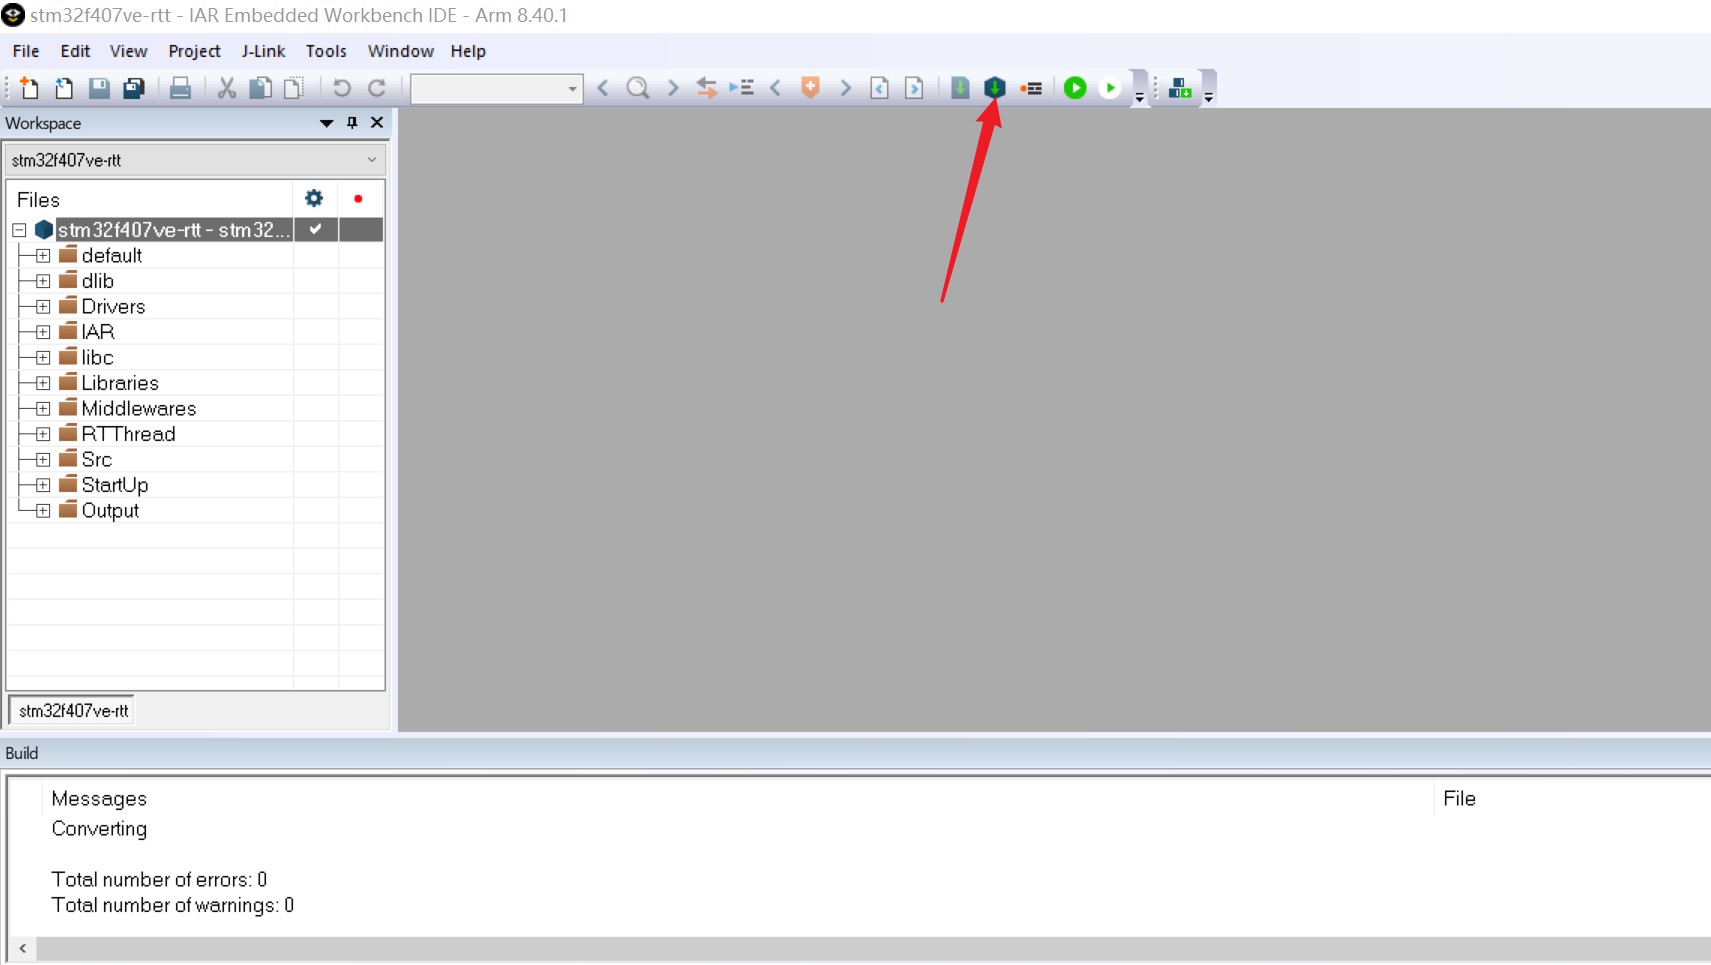 stm32f407ve-rtt - IAR Embedded Workbench IDE - Arm 8.40.1
File Edit View Project J-Link Tools Window Help
Workspace
stm32f407ve-rtt
Files
stm32f407ve-rtt - stm32...
default
dlib
Drivers
IAR
libc
Libraries
Middlewares
RTThread
Src
StartUp
Output
stm32f407ve-rtt
Build
Messages File
Converting
Total number of errors: 0
Total number of warnings: 0